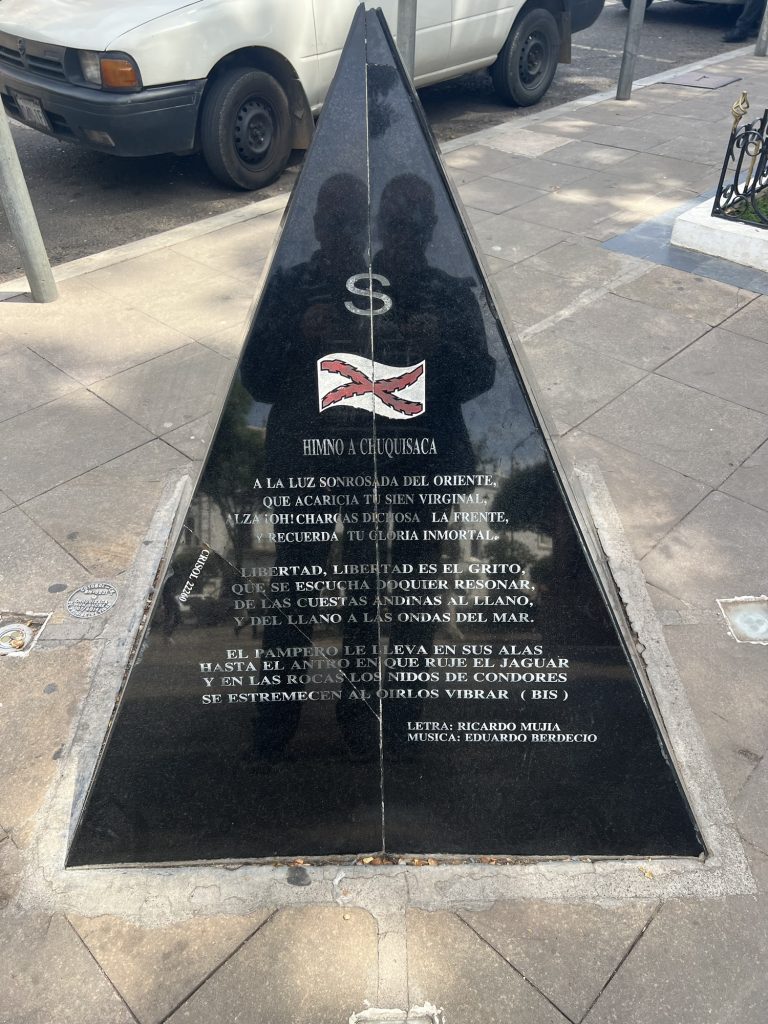 S
HIMNO A CHUQUISACA
A LA LUZ SONROSADA DEL ORIENTE,
QUE ACARICIA TU SIEN VIRGINAL,
ALZA ¡OH! CHARCAS DICHOSA LA FRENTE,
Y RECUERDA TU GLORIA INMORTAL.
LIBERTAD, LIBERTAD ES EL GRITO,
QUE SE ESCUCHA DOQUIER RESONAR,
DE LAS CUESTAS ANDINAS AL LLANO,
Y DEL LLANO A LAS ONDAS DEL MAR.
EL PAMPERO LE LLEVA EN SUS ALAS
HASTA EL ANTRO EN QUE RUJE EL JAGUAR
Y EN LAS ROCAS LOS NIDOS DE CONDORES
SE ESTREMECEN AL OIRLOS VIBRAR ( BIS )
LETRA: RICARDO MUJIA
MUSICA: EDUARDO BERDECIO
CRISOL 22260